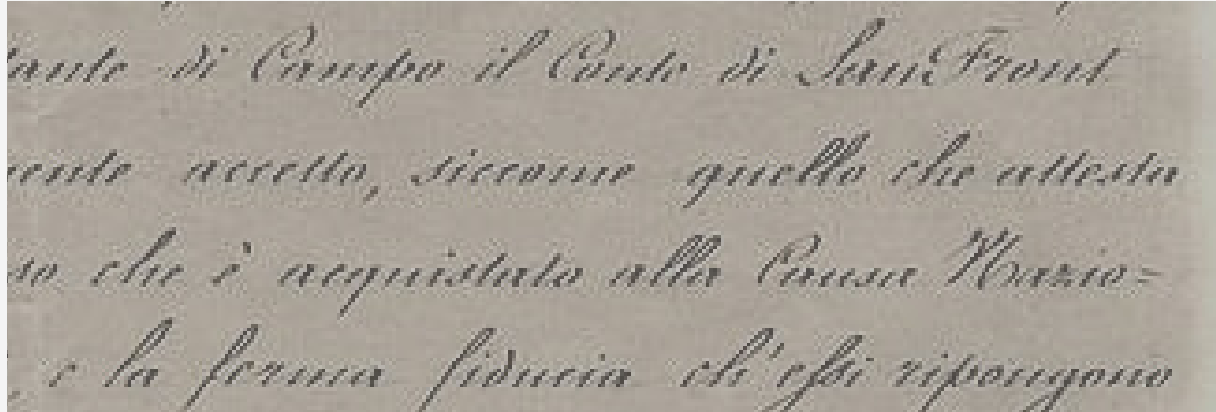 tante di Campo il Conte di San Front
mente accetto, siccome quello che attesta
so che è acquistato alla Causa Nazio=
, e la ferma fiducia ch'essi ripongono